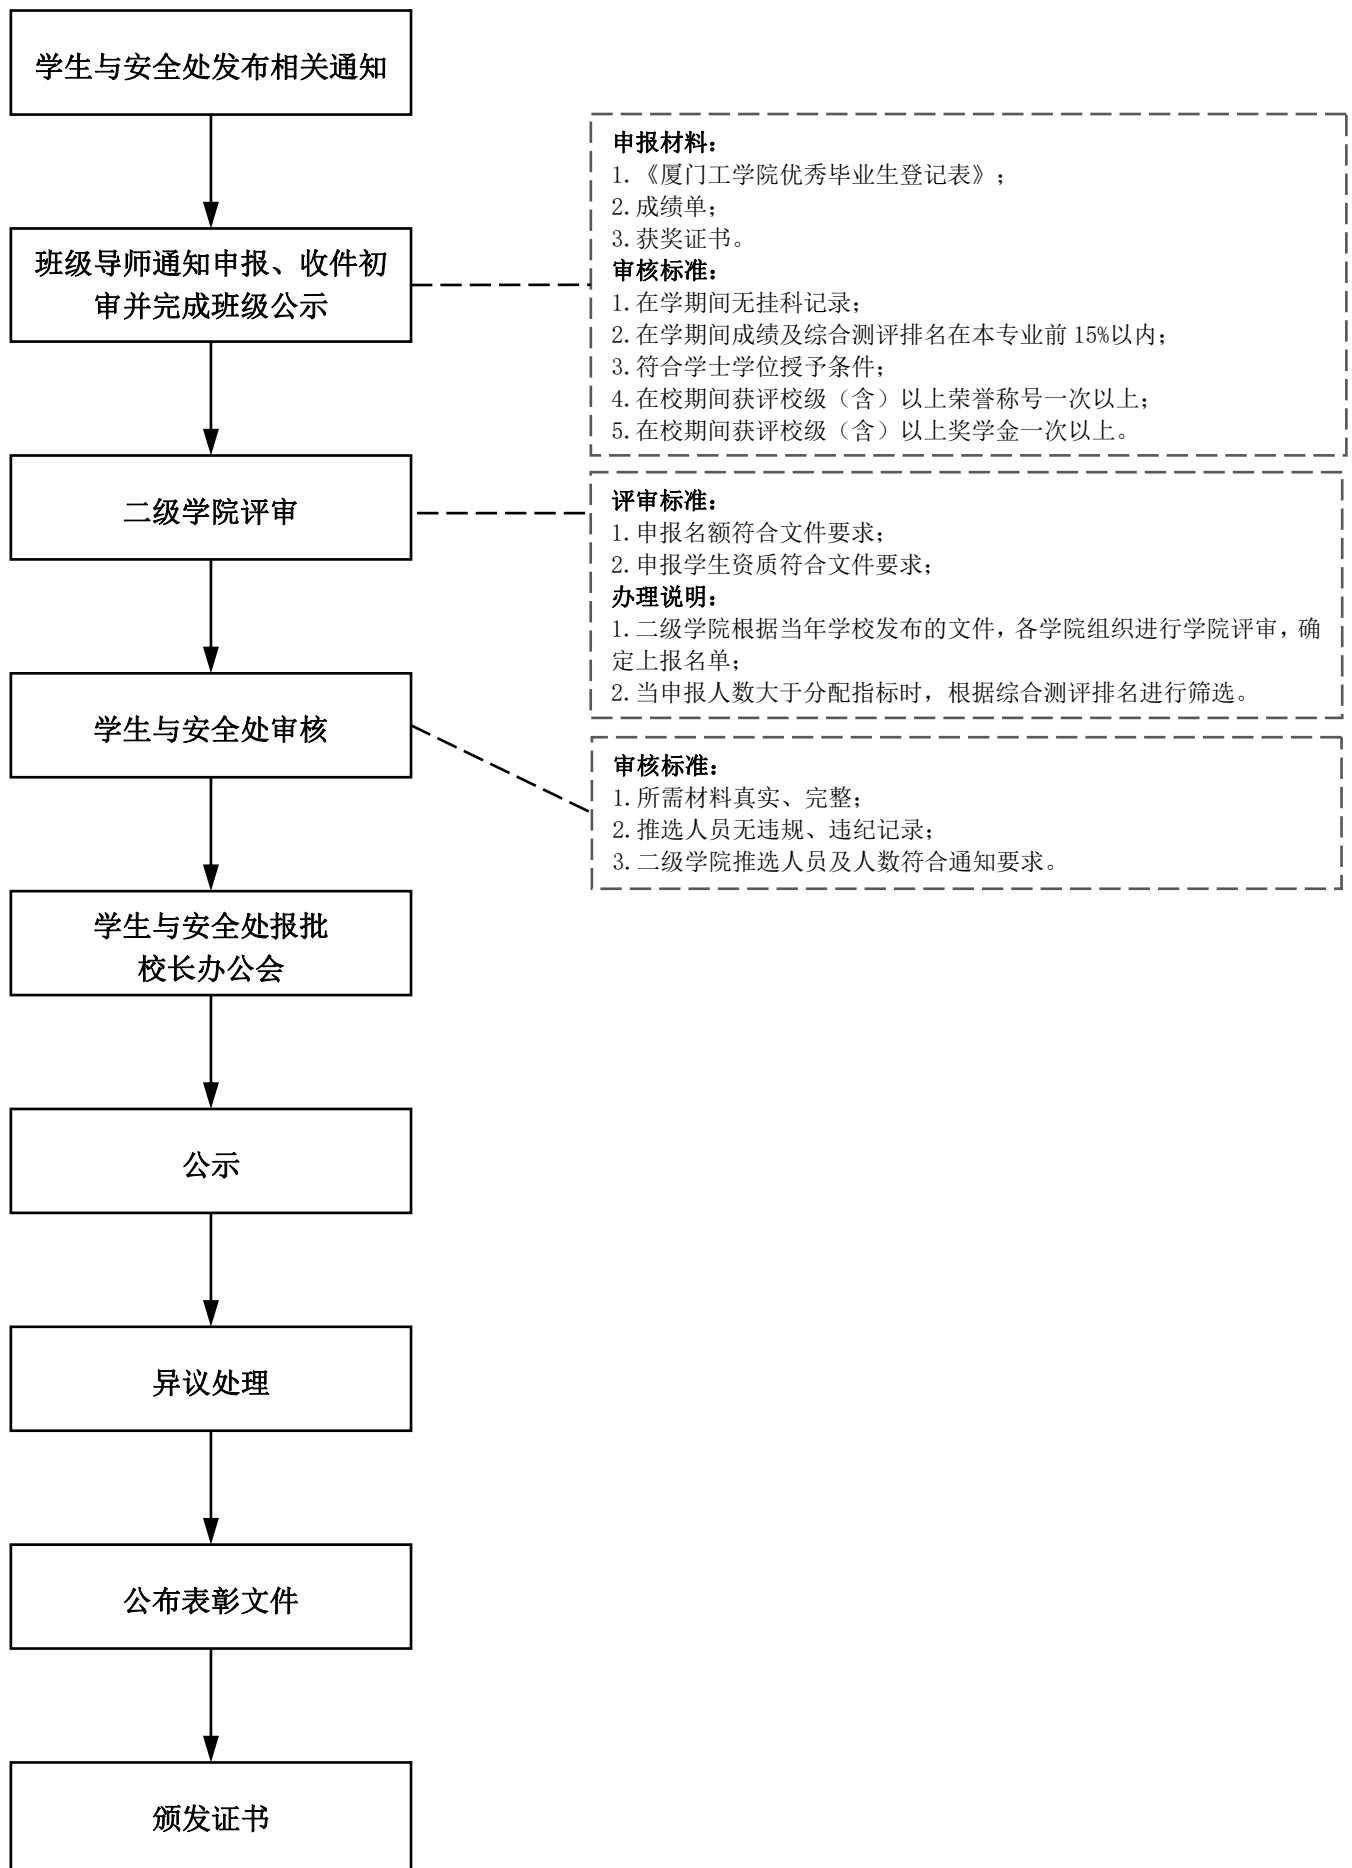 学生与安全处发布相关通知
申报材料：
1.《厦门工学院优秀毕业生登记表》；
2.成绩单；
3.获奖证书。
审核标准：
1.在学期间无挂科记录；
2.在学期间成绩及综合测评排名在本专业前 15%以内；
3.符合学士学位授予条件；
4.在校期间获评校级（含）以上荣誉称号一次以上；
5.在校期间获评校级（含）以上奖学金一次以上。
班级导师通知申报、收件初
审并完成班级公示
二级学院评审
评审标准：
1.申报名额符合文件要求；
2.申报学生资质符合文件要求；
办理说明：
1.二级学院根据当年学校发布的文件，各学院组织进行学院评审，确
定上报名单；
2.当申报人数大于分配指标时，根据综合测评排名进行筛选。
学生与安全处审核
审核标准：
1.所需材料真实、完整；
2.推选人员无违规、违纪记录；
3.二级学院推选人员及人数符合通知要求。
学生与安全处报批
校长办公会
公示
异议处理
公布表彰文件
颁发证书